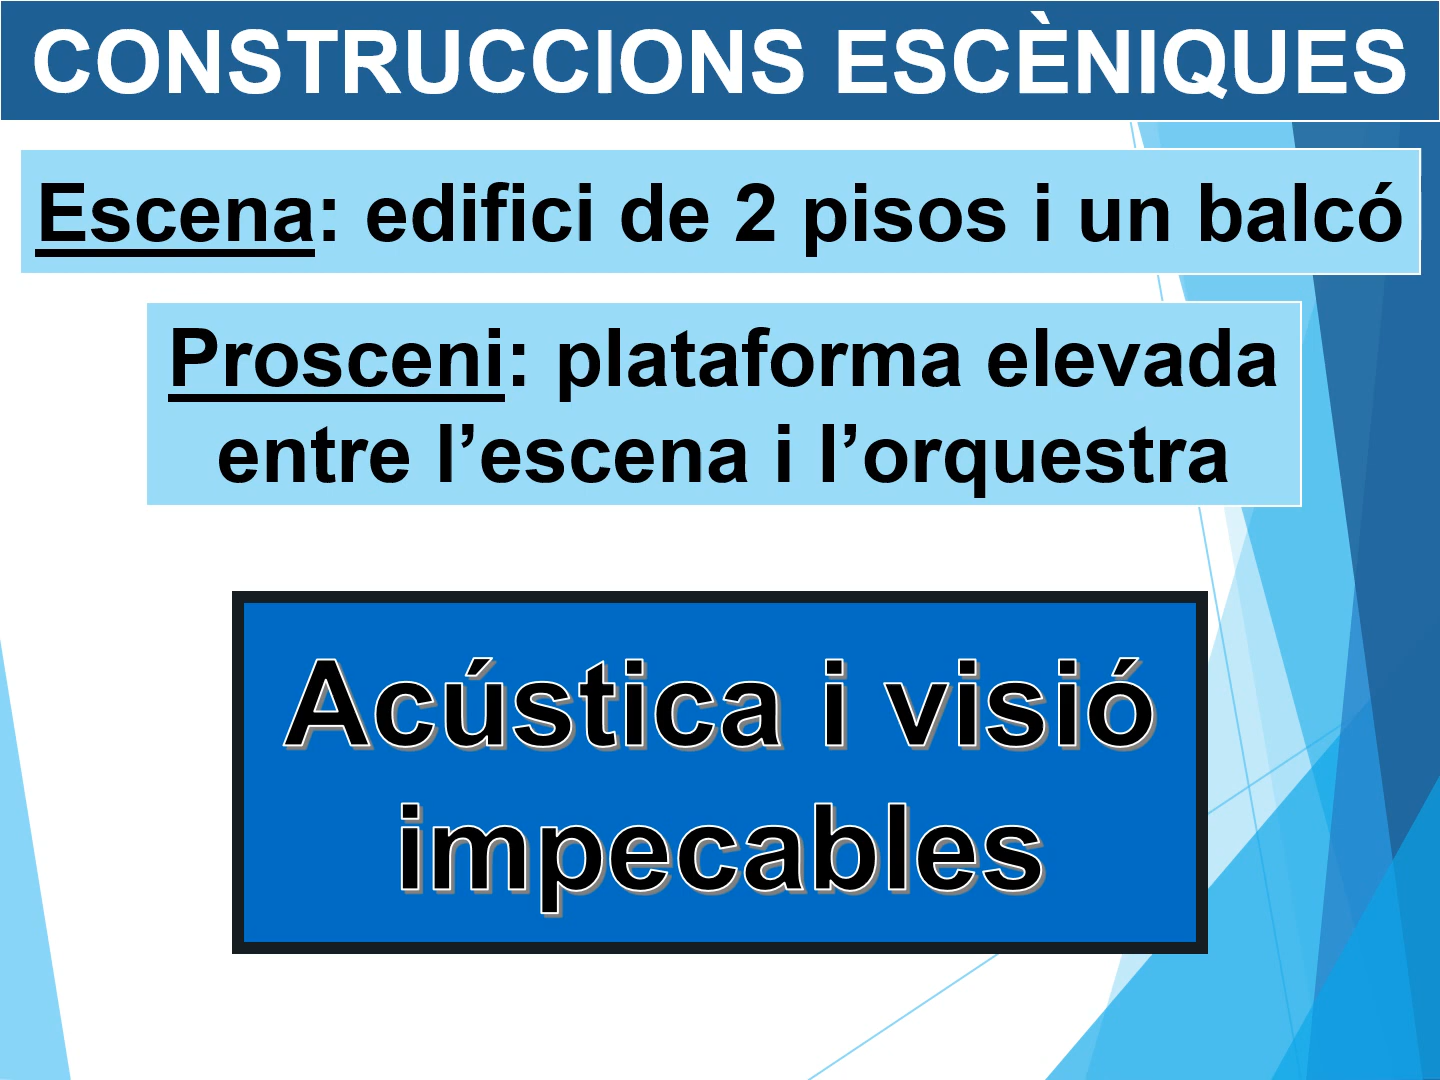 CONSTRUCCIONS ESCÈNIQUES
Escena: edifici de 2 pisos i un balcó
Prosceni: plataforma elevada
entre l’escena i l’orquestra
Acústica i visió
impecables